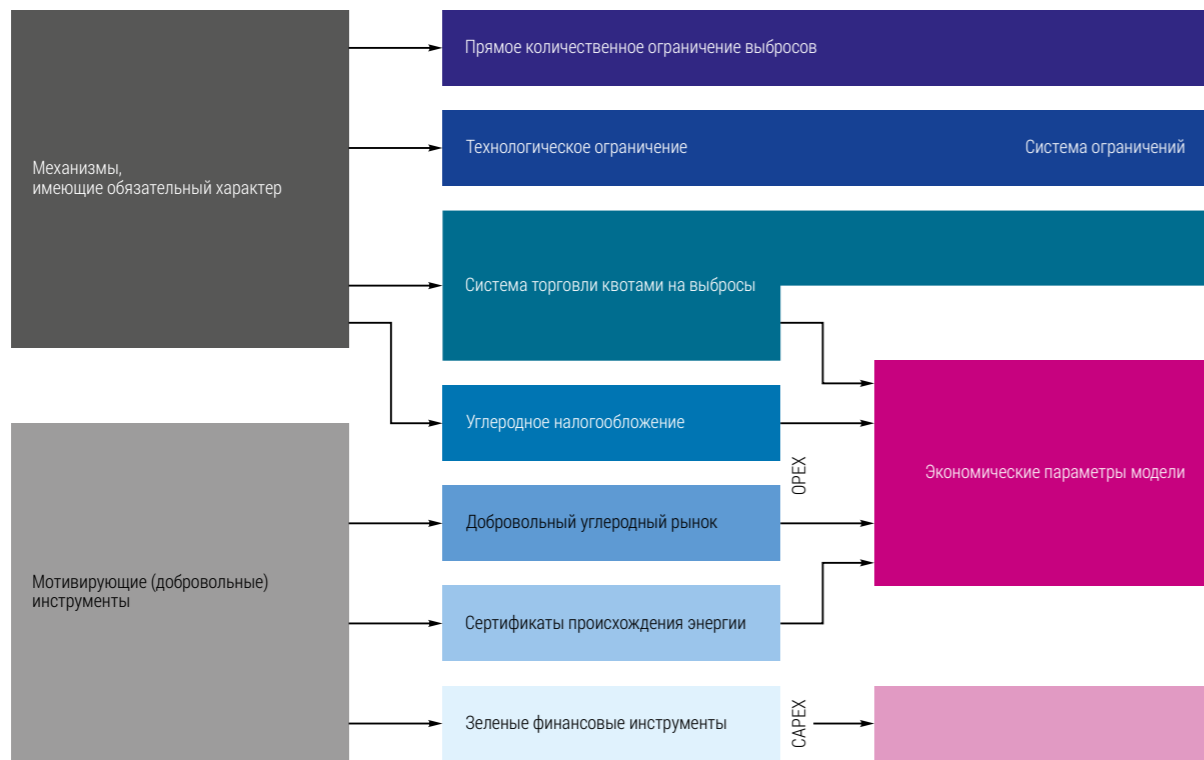 Прямое количественное ограничение выбросов
Технологическое ограничение
Система ограничений
Механизмы,
имеющие обязательный характер
Система торговли квотами на выбросы
Углеродное налогообложение
OPEX
Экономические параметры модели
Добровольный углеродный рынок
Мотивирующие (добровольные)
инструменты
Сертификаты происхождения энергии
Зеленые финансовые инструменты
CAPEX